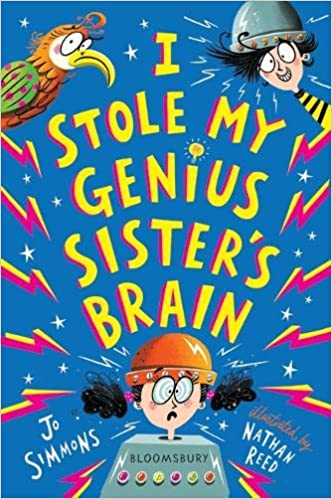 I
STOLE MY
GENIUS
SISTER'S
BRAIN
JO
SIMMONS
Illustrated by
NATHAN
REED
BLOOMSBURY